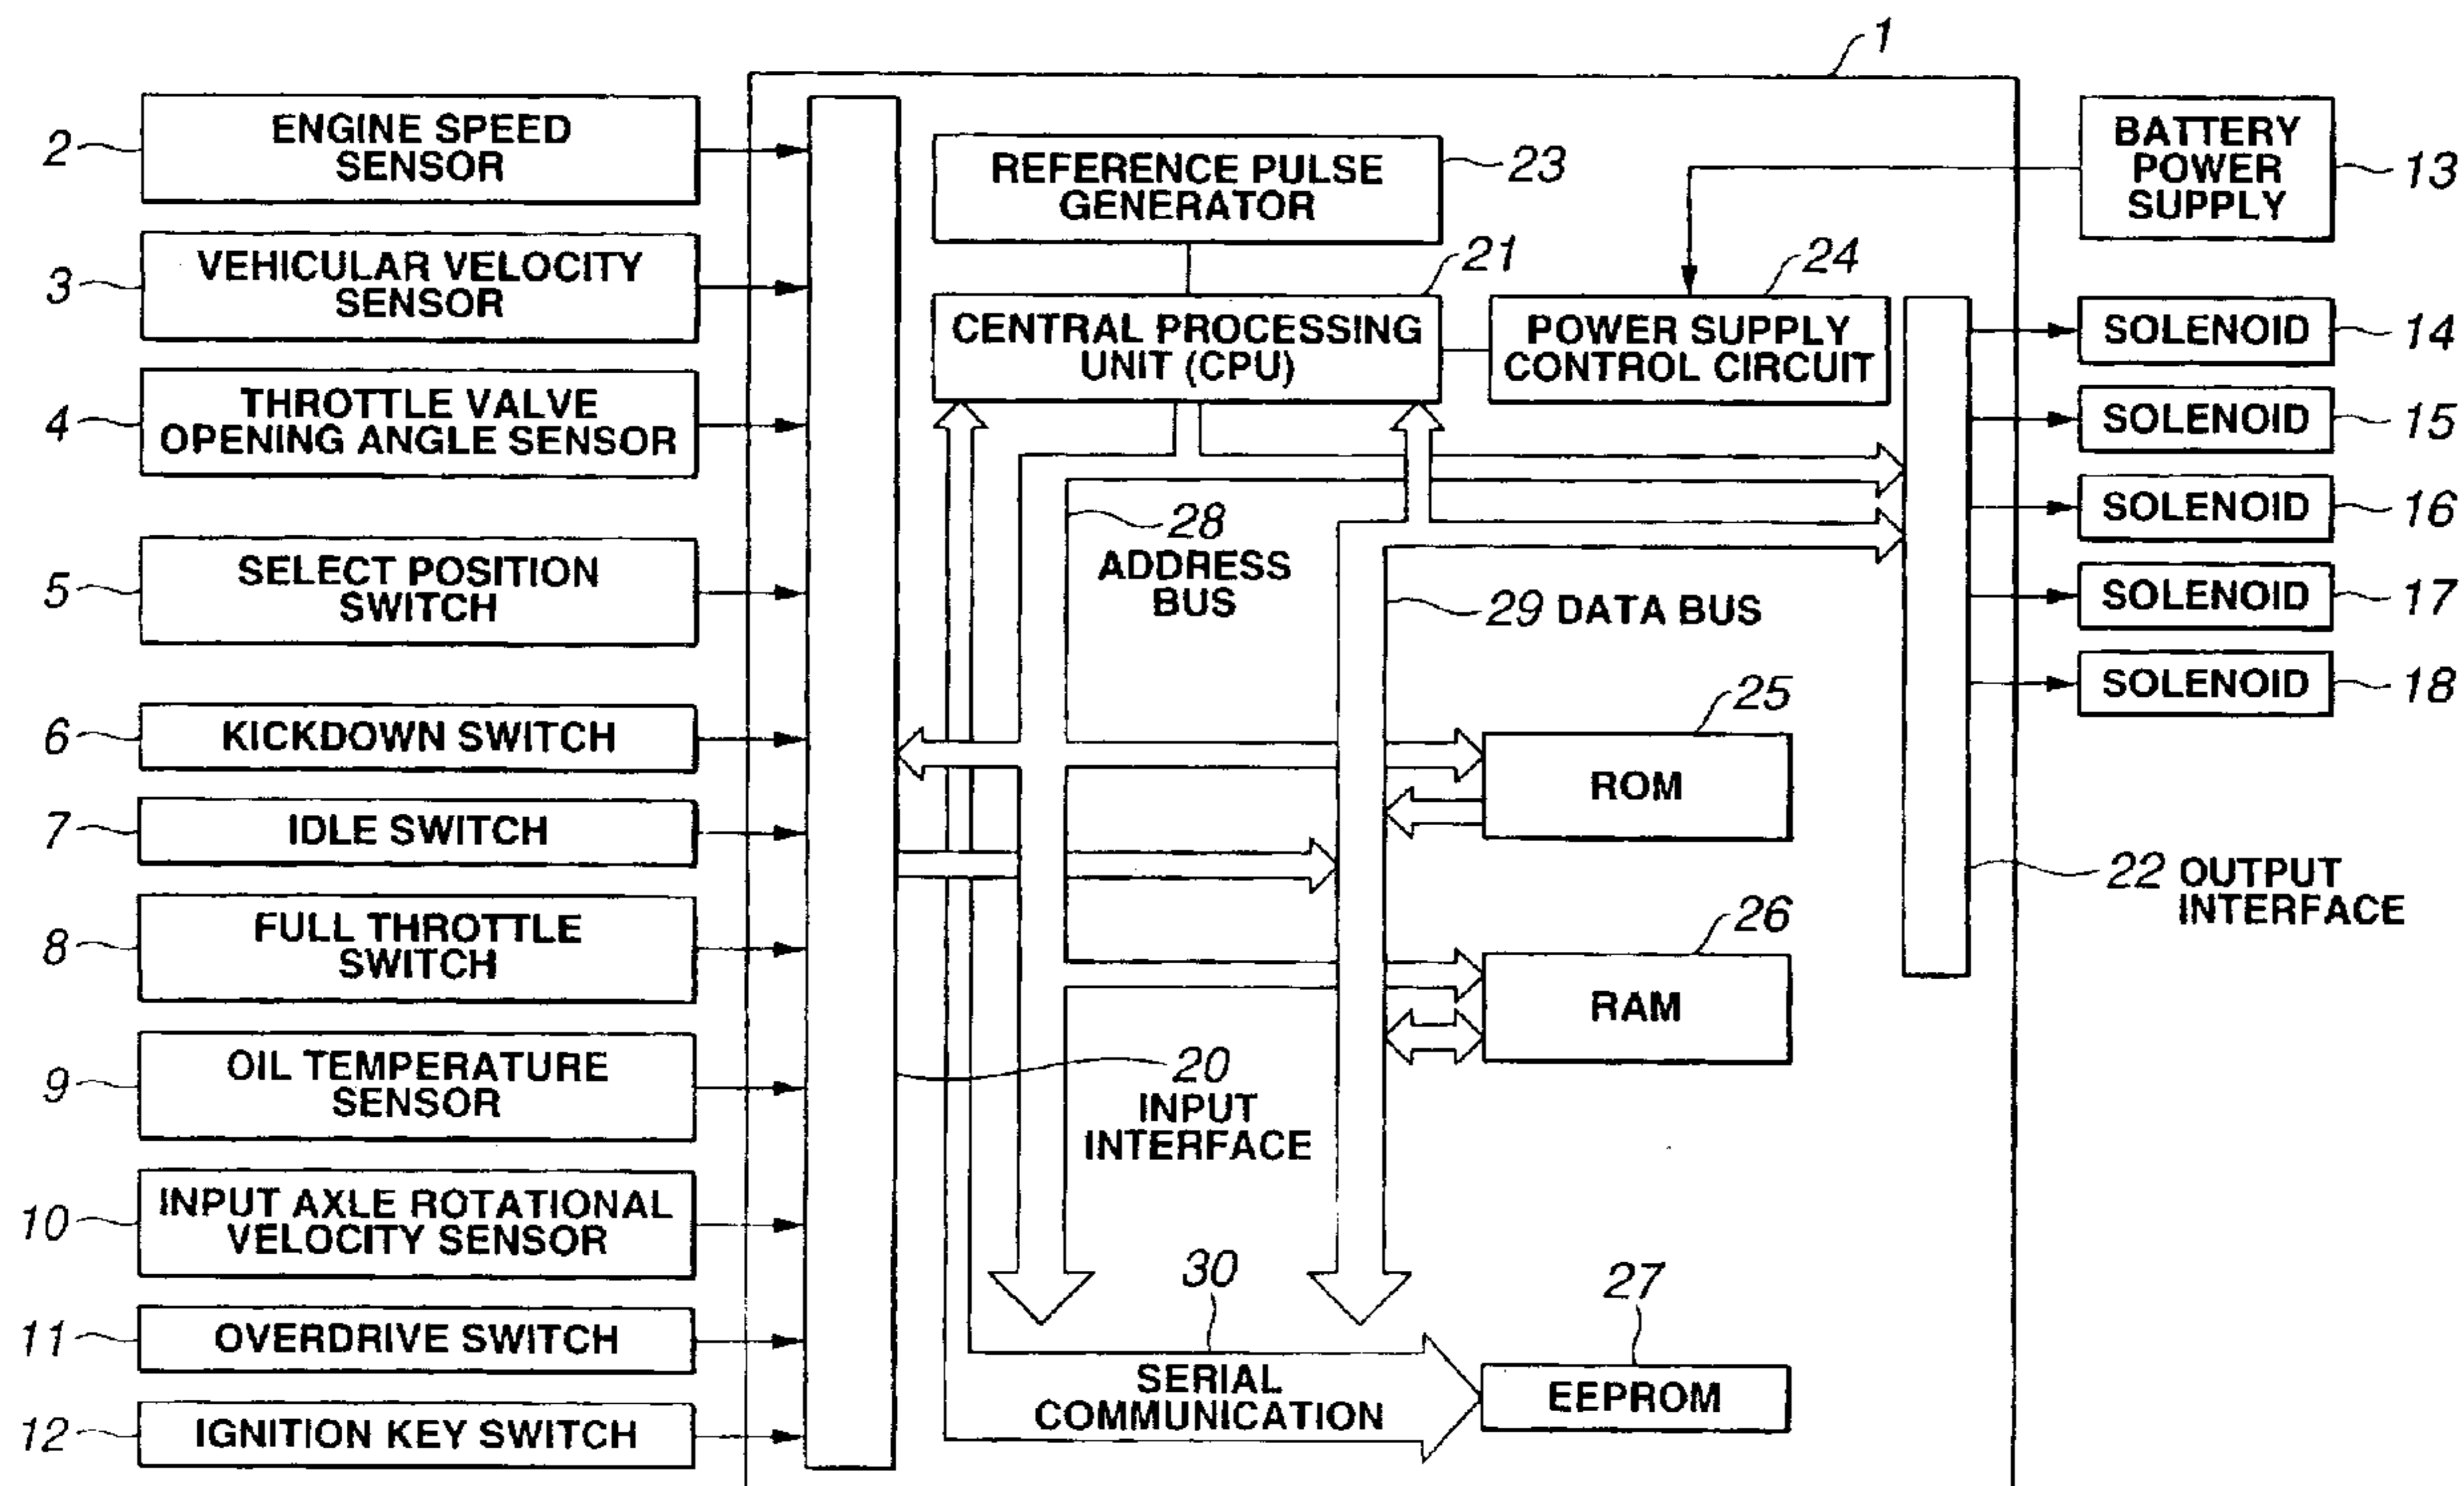 1
2
ENGINE SPEED
SENSOR
3
VEHICULAR VELOCITY
SENSOR
4
THROTTLE VALVE
OPENING ANGLE SENSOR
5
SELECT POSITION
SWITCH
6
KICKDOWN SWITCH
7
IDLE SWITCH
8
FULL THROTTLE
SWITCH
9
OIL TEMPERATURE
SENSOR
10
INPUT AXLE ROTATIONAL
VELOCITY SENSOR
11
OVERDRIVE SWITCH
12
IGNITION KEY SWITCH
REFERENCE PULSE
GENERATOR
23
21
CENTRAL PROCESSING
UNIT (CPU)
24
POWER SUPPLY
CONTROL CIRCUIT
28
ADDRESS
BUS
29 DATA BUS
25
ROM
26
RAM
20
INPUT
INTERFACE
30
SERIAL
COMMUNICATION
27
EEPROM
BATTERY
POWER
SUPPLY
13
SOLENOID
14
SOLENOID
15
SOLENOID
16
SOLENOID
17
SOLENOID
18
22 OUTPUT
INTERFACE